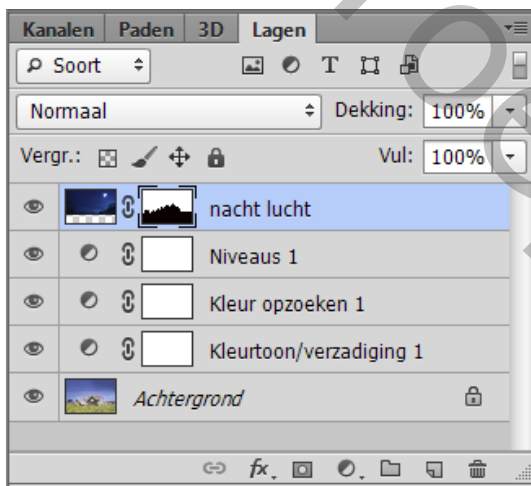 Kanalen Paden 3D Lagen
Soort T
Normaal Dekking: 100%
Vergr.: Vul: 100%
nacht lucht
Niveaus 1
Kleur opzoeken 1
Kleurtoon/verzadiging 1
Achtergrond
fx